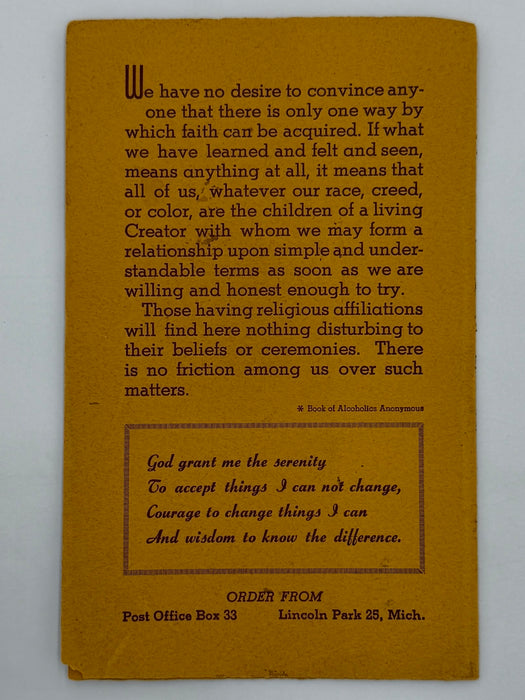 We have no desire to convince any-
one that there is only one way by
which faith can be acquired. If what
we have learned and felt and seen,
means anything at all, it means that
all of us, whatever our race, creed,
or color, are the children of a living
Creator with whom we may form a
relationship upon simple and under-
standable terms as soon as we are
willing and honest enough to try.
Those having religious affiliations
will find here nothing disturbing to
their beliefs or ceremonies. There
is no friction among us over such
matters.
* Book of Alcoholics Anonymous
God grant me the serenity
To accept things I can not change,
Courage to change things I can
And wisdom to know the difference.
ORDER FROM
Post Office Box 33 Lincoln Park 25, Mich.